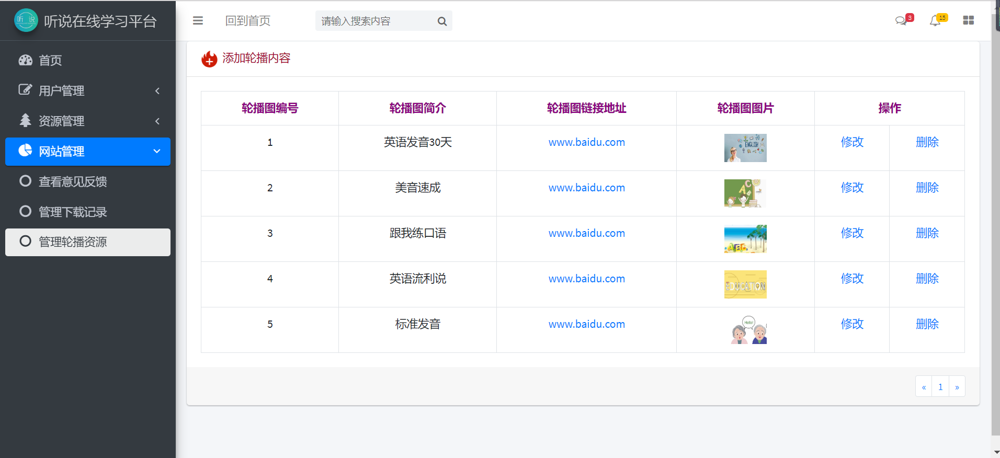 听说 听说在线学习平台
回到首页
请输入搜索内容
3
15
首页
用户管理
资源管理
网站管理
查看意见反馈
管理下载记录
管理轮播资源
添加轮播内容
轮播图编号 轮播图简介 轮播图链接地址 轮播图图片 操作
1 英语发音30天 www.baidu.com ENGLISH 修改 删除
2 美音速成 www.baidu.com A C 修改 删除
3 跟我练口语 www.baidu.com 修改 删除
4 英语流利说 www.baidu.com EDUCATION 修改 删除
5 标准发音 www.baidu.com Hello! 修改 删除
« 1 »